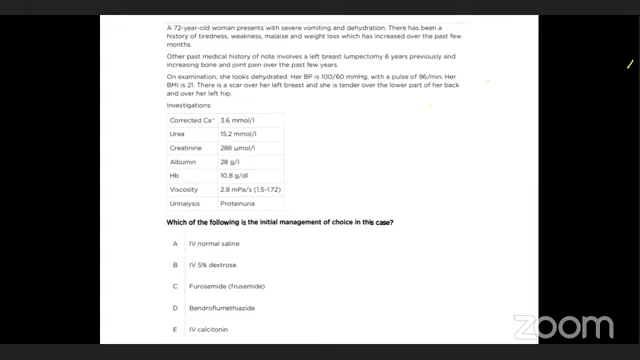 A 72-year-old woman presents with severe vomiting and dehydration. There has been a
history of tiredness, weakness, malaise and weight loss which has increased over the past few
months.
Other past medical history of note involves a left breast lumpectomy 6 years previously and
increasing bone and joint pain over the past few years.
On examination, she looks dehydrated. Her BP is 100/60 mmHg, with a pulse of 96/min. Her
BMI is 21. There is a scar over her left breast and she is tender over the lower part of her back
and over her left hip.
Investigations:
Corrected Ca⁺ 3.6 mmol/l
Urea 15.2 mmol/l
Creatinine 286 µmol/l
Albumin 28 g/l
Hb 10.8 g/dl
Viscosity 2.8 mPa/s (1.5-1.72)
Urinalysis Proteinuria
Which of the following is the initial management of choice in this case?
A IV normal saline
B IV 5% dextrose
C Furosemide (frusemide)
D Bendroflumethiazide
E IV calcitonin
zoom